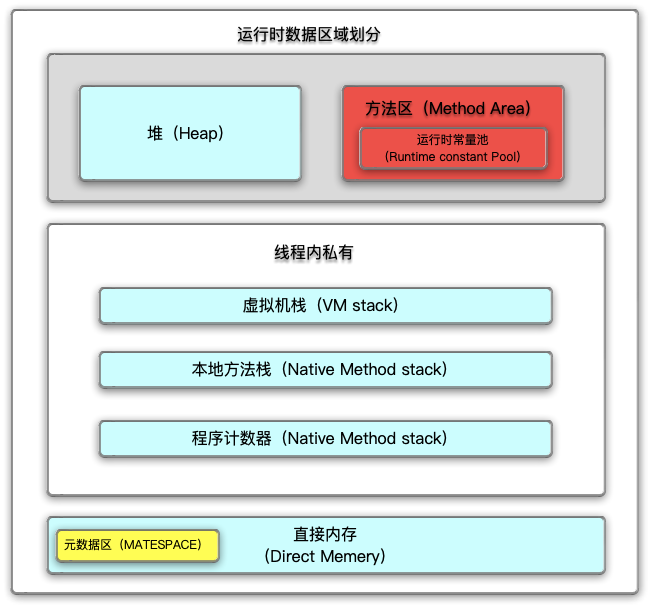 运行时数据区域划分
堆（Heap）
方法区（Method Area）
运行时常量池
（Runtime constant Pool）
线程内私有
虚拟机栈（VM stack）
本地方法栈（Native Method stack）
程序计数器（Native Method stack）
直接内存
（Direct Memery）
元数据区（MATESPACE）